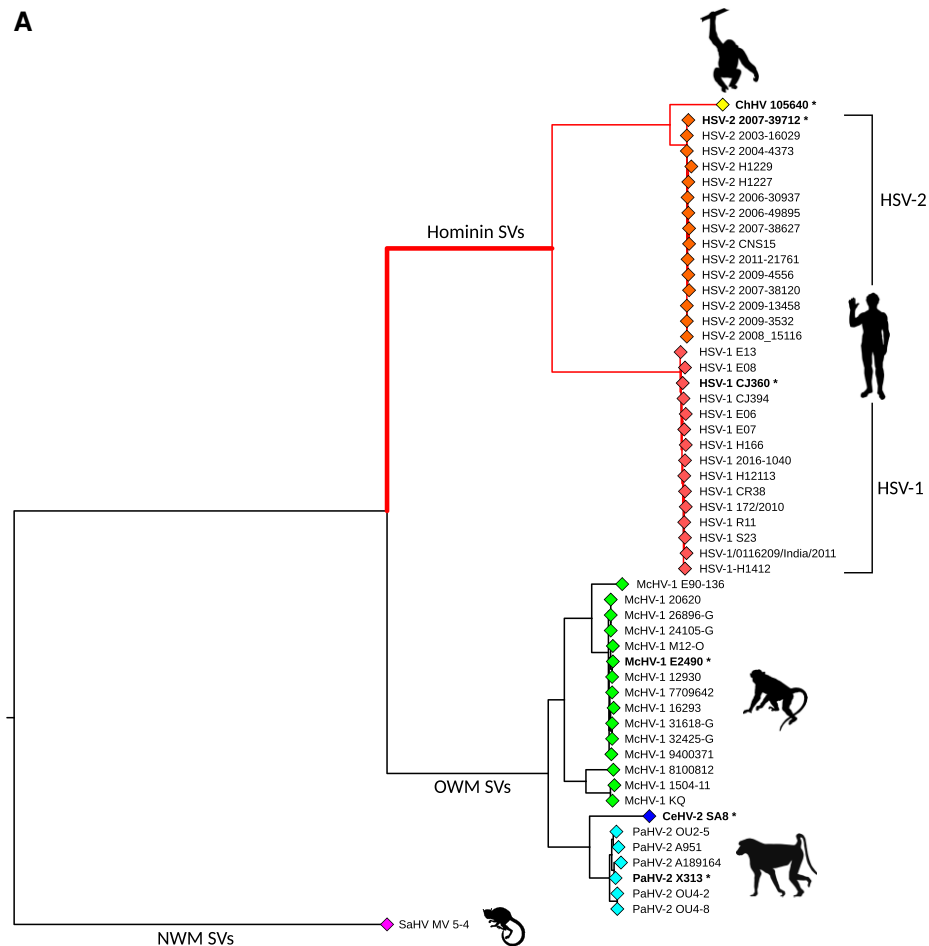 A
ChHV 105640 *
HSV-2 2007-39712 *
HSV-2 2003-16029
HSV-2 2004-4373
HSV-2 H1229
HSV-2 H1227
HSV-2 2006-30937
HSV-2
HSV-2 2006-49895
HSV-2 2007-38627
Hominin SVs
HSV-2 CNS15
HSV-2 2011-21761
HSV-2 2009-4556
HSV-2 2007-38120
HSV-2 2009-13458
HSV-2 2009-3532
HSV-2 2008_15116
HSV-1 E13
HSV-1 E08
HSV-1 CJ360 *
HSV-1 CJ394
HSV-1 E06
HSV-1 E07
HSV-1 H166
HSV-1 2016-1040
HSV-1 H12113
HSV-1
HSV-1 CR38
HSV-1 172/2010
HSV-1 R11
HSV-1 S23
HSV-1/0116209/India/2011
HSV-1-H1412
McHV-1 E90-136
McHV-1 20620
McHV-1 26896-G
McHV-1 24105-G
McHV-1 M12-O
McHV-1 E2490 *
McHV-1 12930
McHV-1 7709642
McHV-1 16293
McHV-1 31618-G
McHV-1 32425-G
McHV-1 9400371
McHV-1 8100812
OWM SVs
McHV-1 1504-11
McHV-1 KQ
CeHV-2 SA8 *
PaHV-2 OU2-5
PaHV-2 A951
PaHV-2 A189164
PaHV-2 X313 *
PaHV-2 OU4-2
PaHV-2 OU4-8
SaHV MV 5-4
NWM SVs